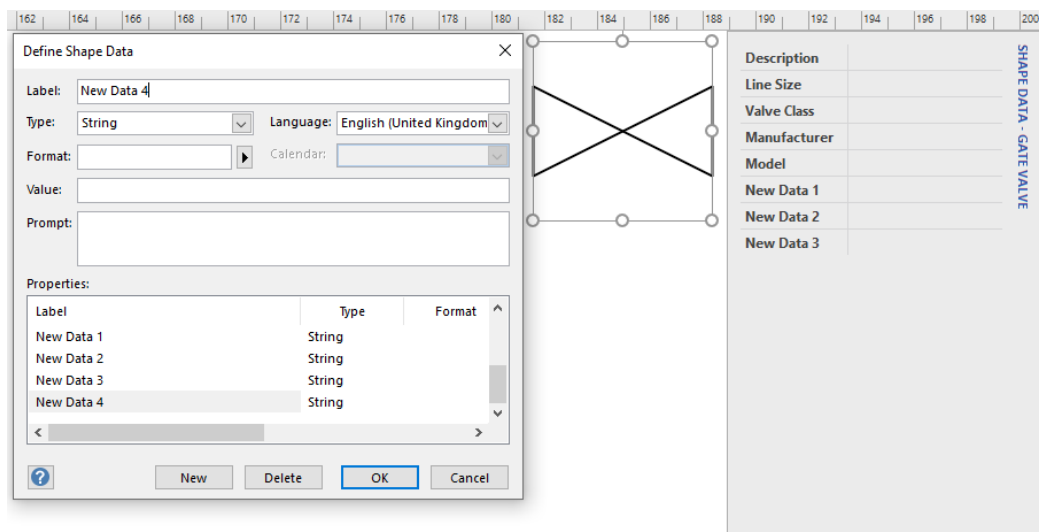 162 164 166 168 170 172 174 176 178 180 182 184 186 188 190 192 194 196 198 200
Define Shape Data
Label: New Data 4
Type: String Language: English (United Kingdom
Format: Calendar:
Value:
Prompt:
Properties:
Label Type Format
New Data 1 String
New Data 2 String
New Data 3 String
New Data 4 String
? New Delete OK Cancel
Description
Line Size
Valve Class
Manufacturer
Model
New Data 1
New Data 2
New Data 3
SHAPE DATA - GATE VALVE